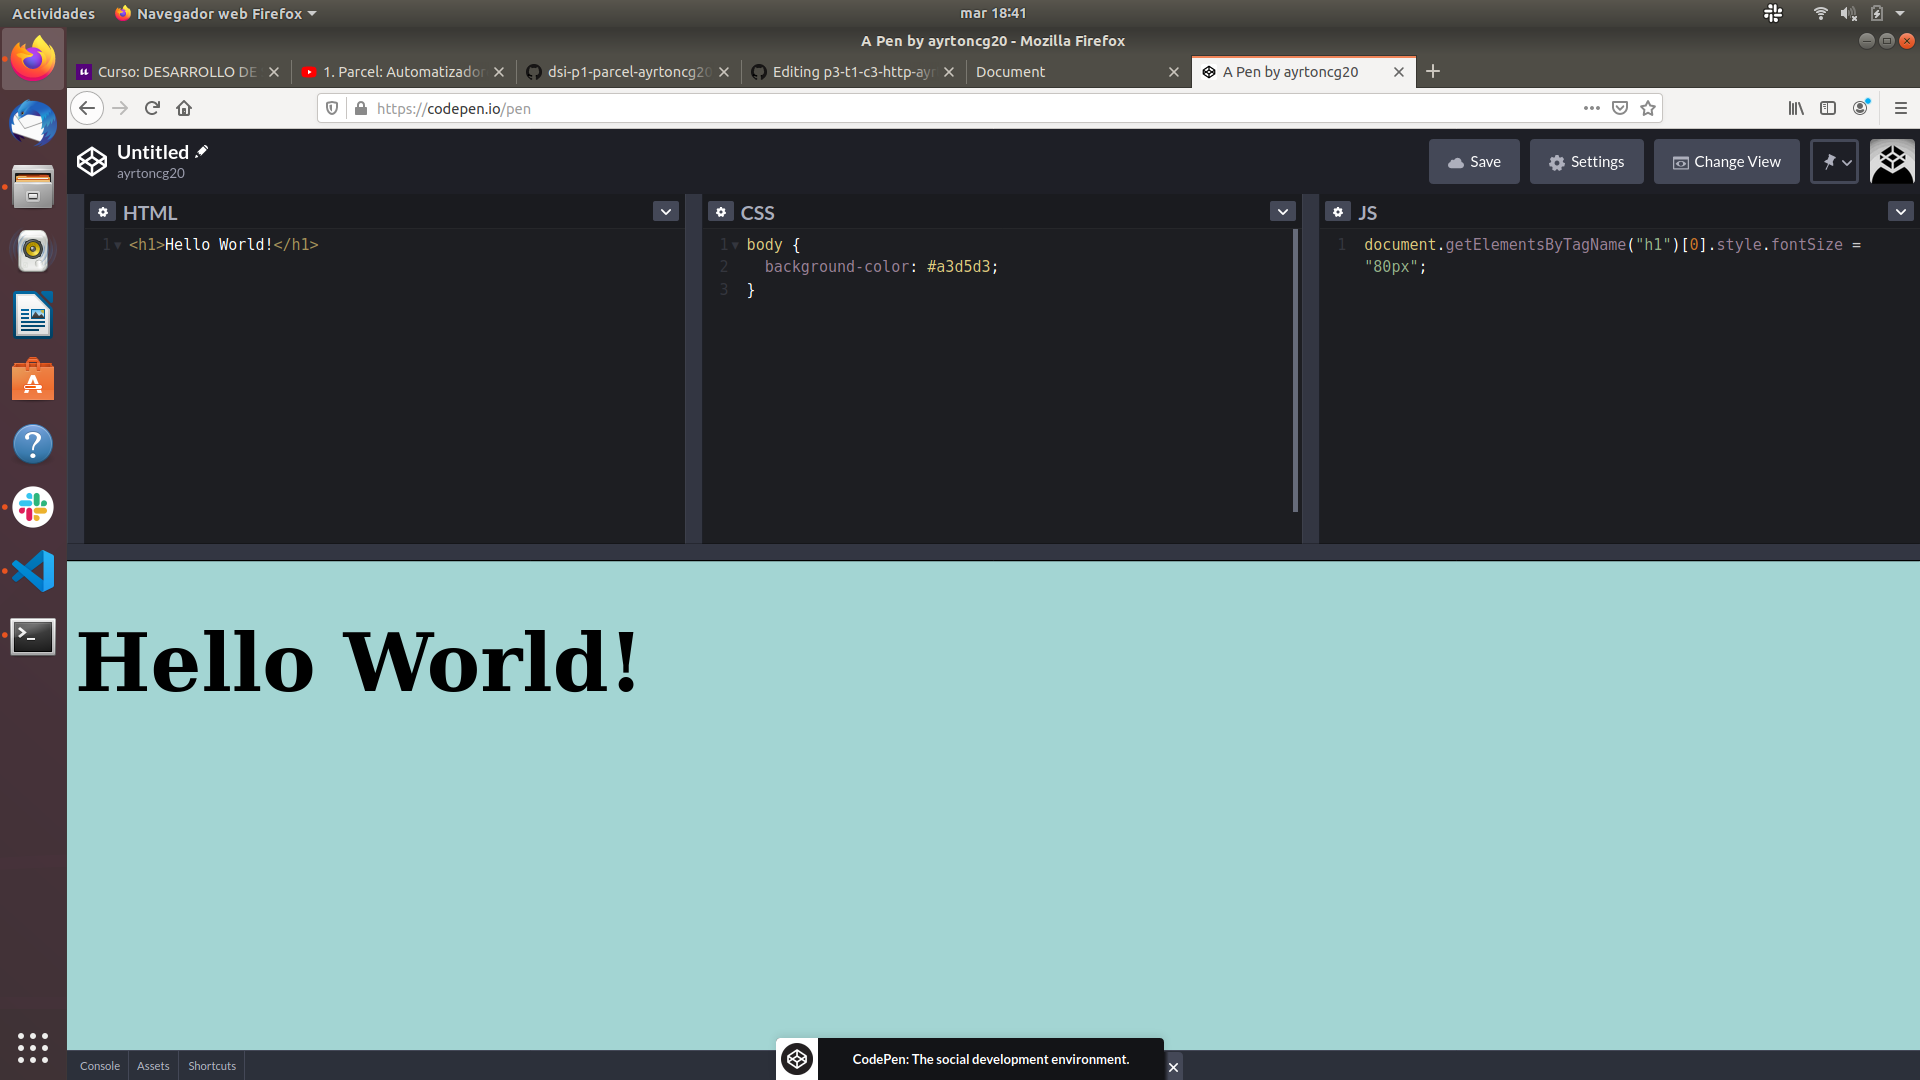 Actividades Navegador web Firefox mar 18:41
A Pen by ayrtoncg20 - Mozilla Firefox
Curso: DESARROLLO DE 1. Parcel: Automatizador dsi-p1-parcel-ayrtoncg20 Editing p3-t1-c3-http-ayr Document A Pen by ayrtoncg20
https://codepen.io/pen
Untitled
ayrtoncg20
Save Settings Change View
HTML
1 <h1>Hello World!</h1>
CSS
1 body {
2 background-color: #a3d5d3;
3 }
JS
1 document.getElementsByTagName("h1")[0].style.fontSize =
"80px";
Hello World!
Console Assets Shortcuts
CodePen: The social development environment.